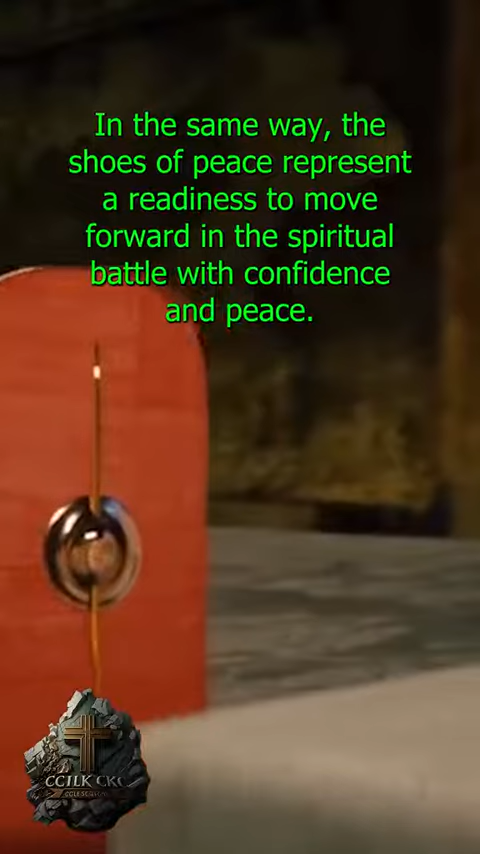 In the same way, the
shoes of peace represent
a readiness to move
forward in the spiritual
battle with confidence
and peace.